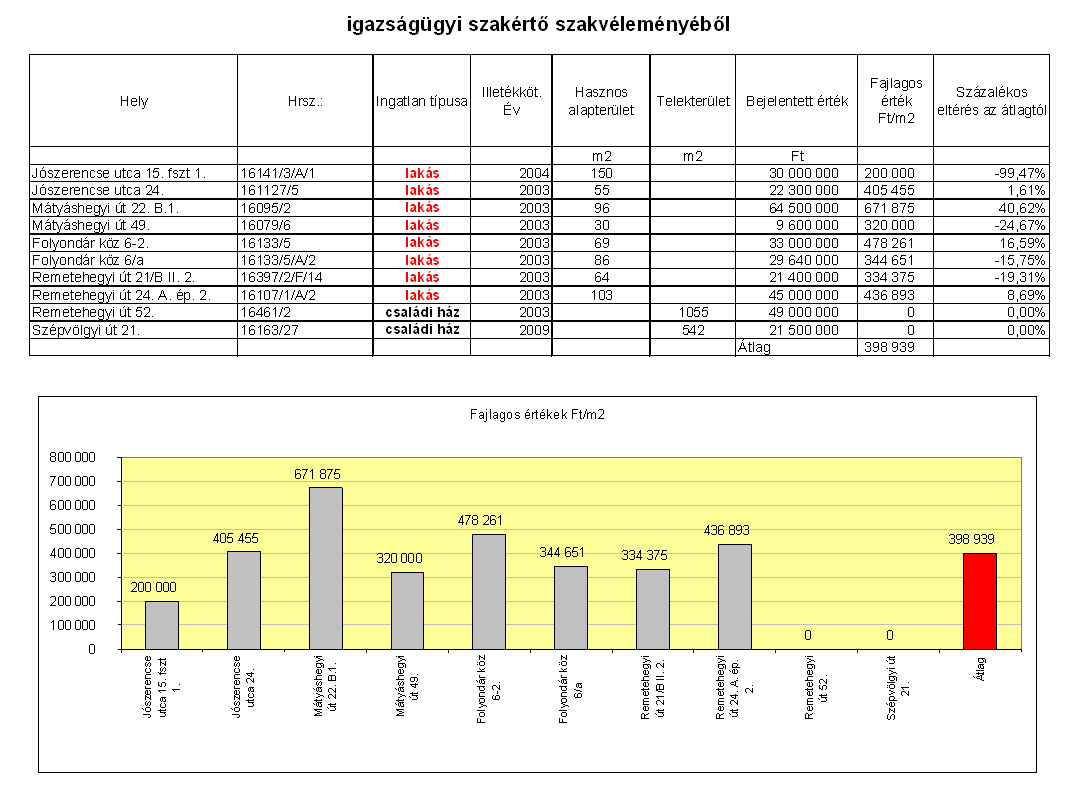 igazságügyi szakértő szakvéleményéből
Hely Hrsz.: Ingatlan típusa Illetékköt. Év Hasznos alapterület Telekterület Bejelentett érték Fajlagos érték Ft/m2 Százalékos eltérés az átlagtól
m2 m2 Ft
Jószerencse utca 15. fszt 1. 16141/3/A/1 lakás 2004 150 30 000 000 200 000 -99,47%
Jószerencse utca 24. 161127/5 lakás 2003 55 22 300 000 405 455 1,61%
Mátyáshegyi út 22. B.1. 16095/2 lakás 2003 96 64 500 000 671 875 40,62%
Mátyáshegyi út 49. 16079/6 lakás 2003 30 9 600 000 320 000 -24,67%
Folyondár köz 6-2. 16133/5 lakás 2003 69 33 000 000 478 261 16,59%
Folyondár köz 6/a 16133/5/A/2 lakás 2003 86 29 640 000 344 651 -15,75%
Remetehegyi út 21/B II. 2. 16397/2/F/14 lakás 2003 64 21 400 000 334 375 -19,31%
Remetehegyi út 24. A. ép. 2. 16107/1/A/2 lakás 2003 103 45 000 000 436 893 8,69%
Remetehegyi út 52. 16461/2 családi ház 2003 1055 49 000 000 0 0,00%
Szépvölgyi út 21. 16163/27 családi ház 2009 542 21 500 000 0 0,00%
Átlag 398 939
Fajlagos értékek Ft/m2
800 000
700 000
600 000
500 000
400 000
300 000
200 000
100 000
0
200 000
405 455
671 875
320 000
478 261
344 651
334 375
436 893
0
0
398 939
Jószerencse
utca 15. fszt
1.
Jószerencse
utca 24.
Mátyáshegyi
út 22. B.1.
Mátyáshegyi
út 49.
Folyondár köz
6-2.
Folyondár köz
6/a
Remetehegyi
út 21/B II. 2.
Remetehegyi
út 24. A. ép.
2.
Remetehegyi
út 52.
Szépvölgyi út
21.
Átlag